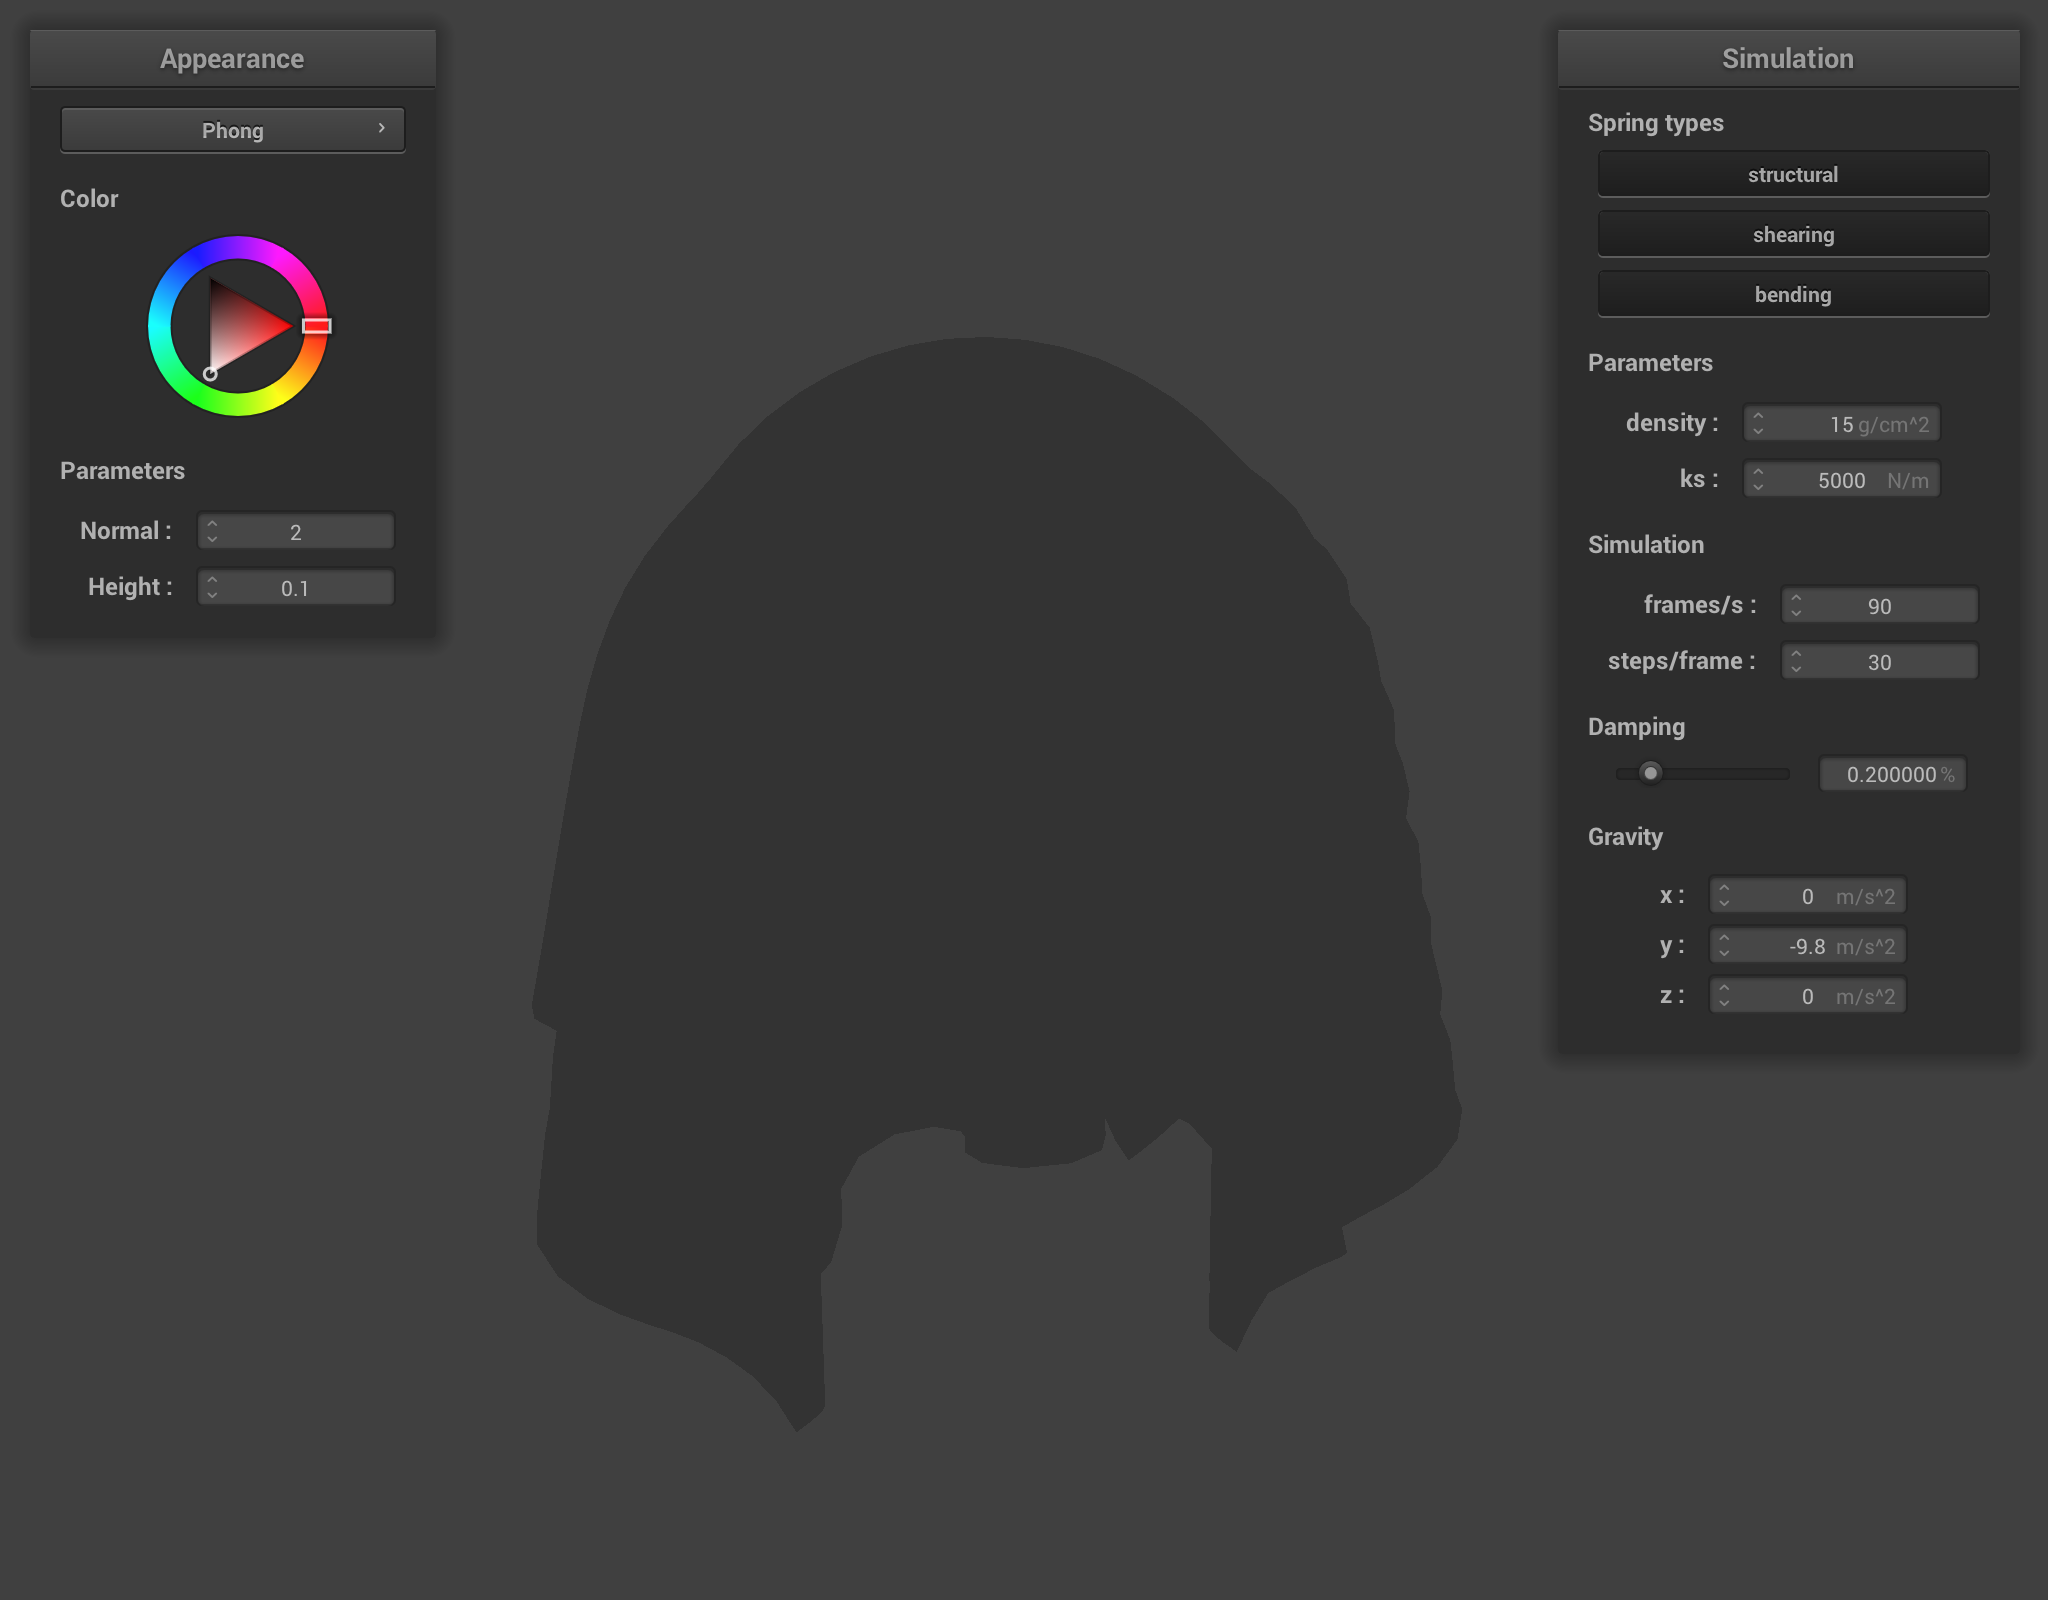 Appearance
Phong
Color
Parameters
Normal : 2
Height : 0.1
Simulation
Spring types
structural
shearing
bending
Parameters
density : 15 g/cm^2
ks : 5000 N/m
Simulation
frames/s : 90
steps/frame : 30
Damping
0.200000 %
Gravity
x : 0 m/s^2
y : -9.8 m/s^2
z : 0 m/s^2